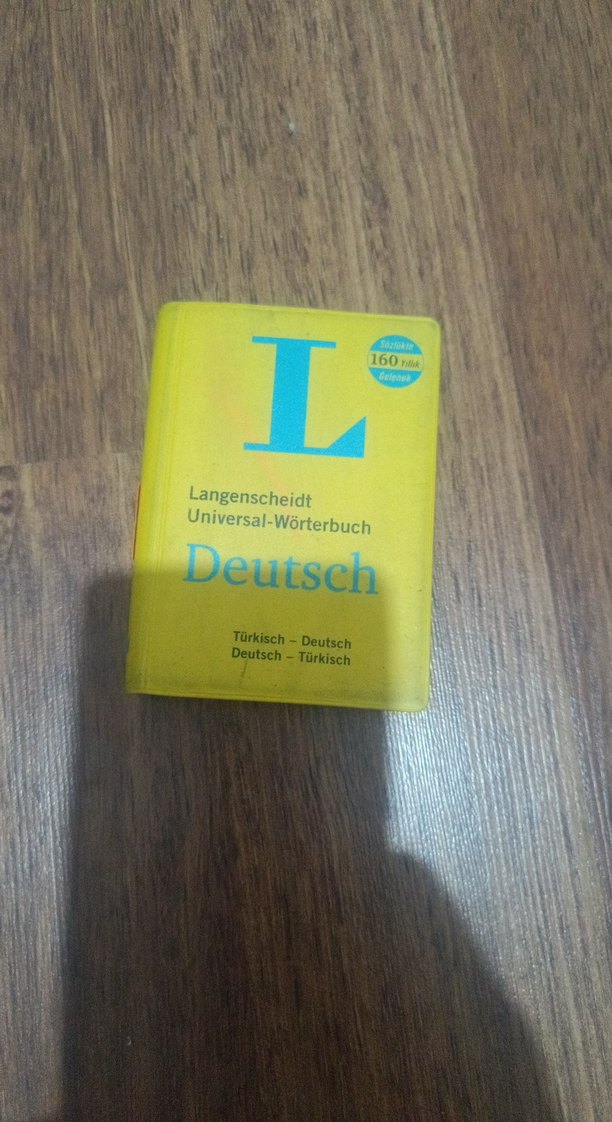 L
Sözlükte
160 Yıllık
Gelenek
Langenscheidt
Universal-Wörterbuch
Deutsch
Türkisch – Deutsch
Deutsch – Türkisch